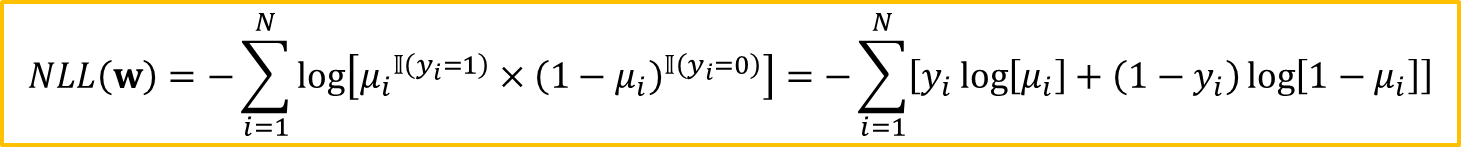 NLL(𝐰) = −∑_{i=1}^{N} log[μ_i^{𝕀(y_i=1)} × (1 − μ_i)^{𝕀(y_i=0)}] = −∑_{i=1}^{N} [y_i log[μ_i] + (1 − y_i) log[1 − μ_i]]